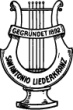 GEGRÜNDET 1892
SAN ANTONIO LIEDERKRANZ